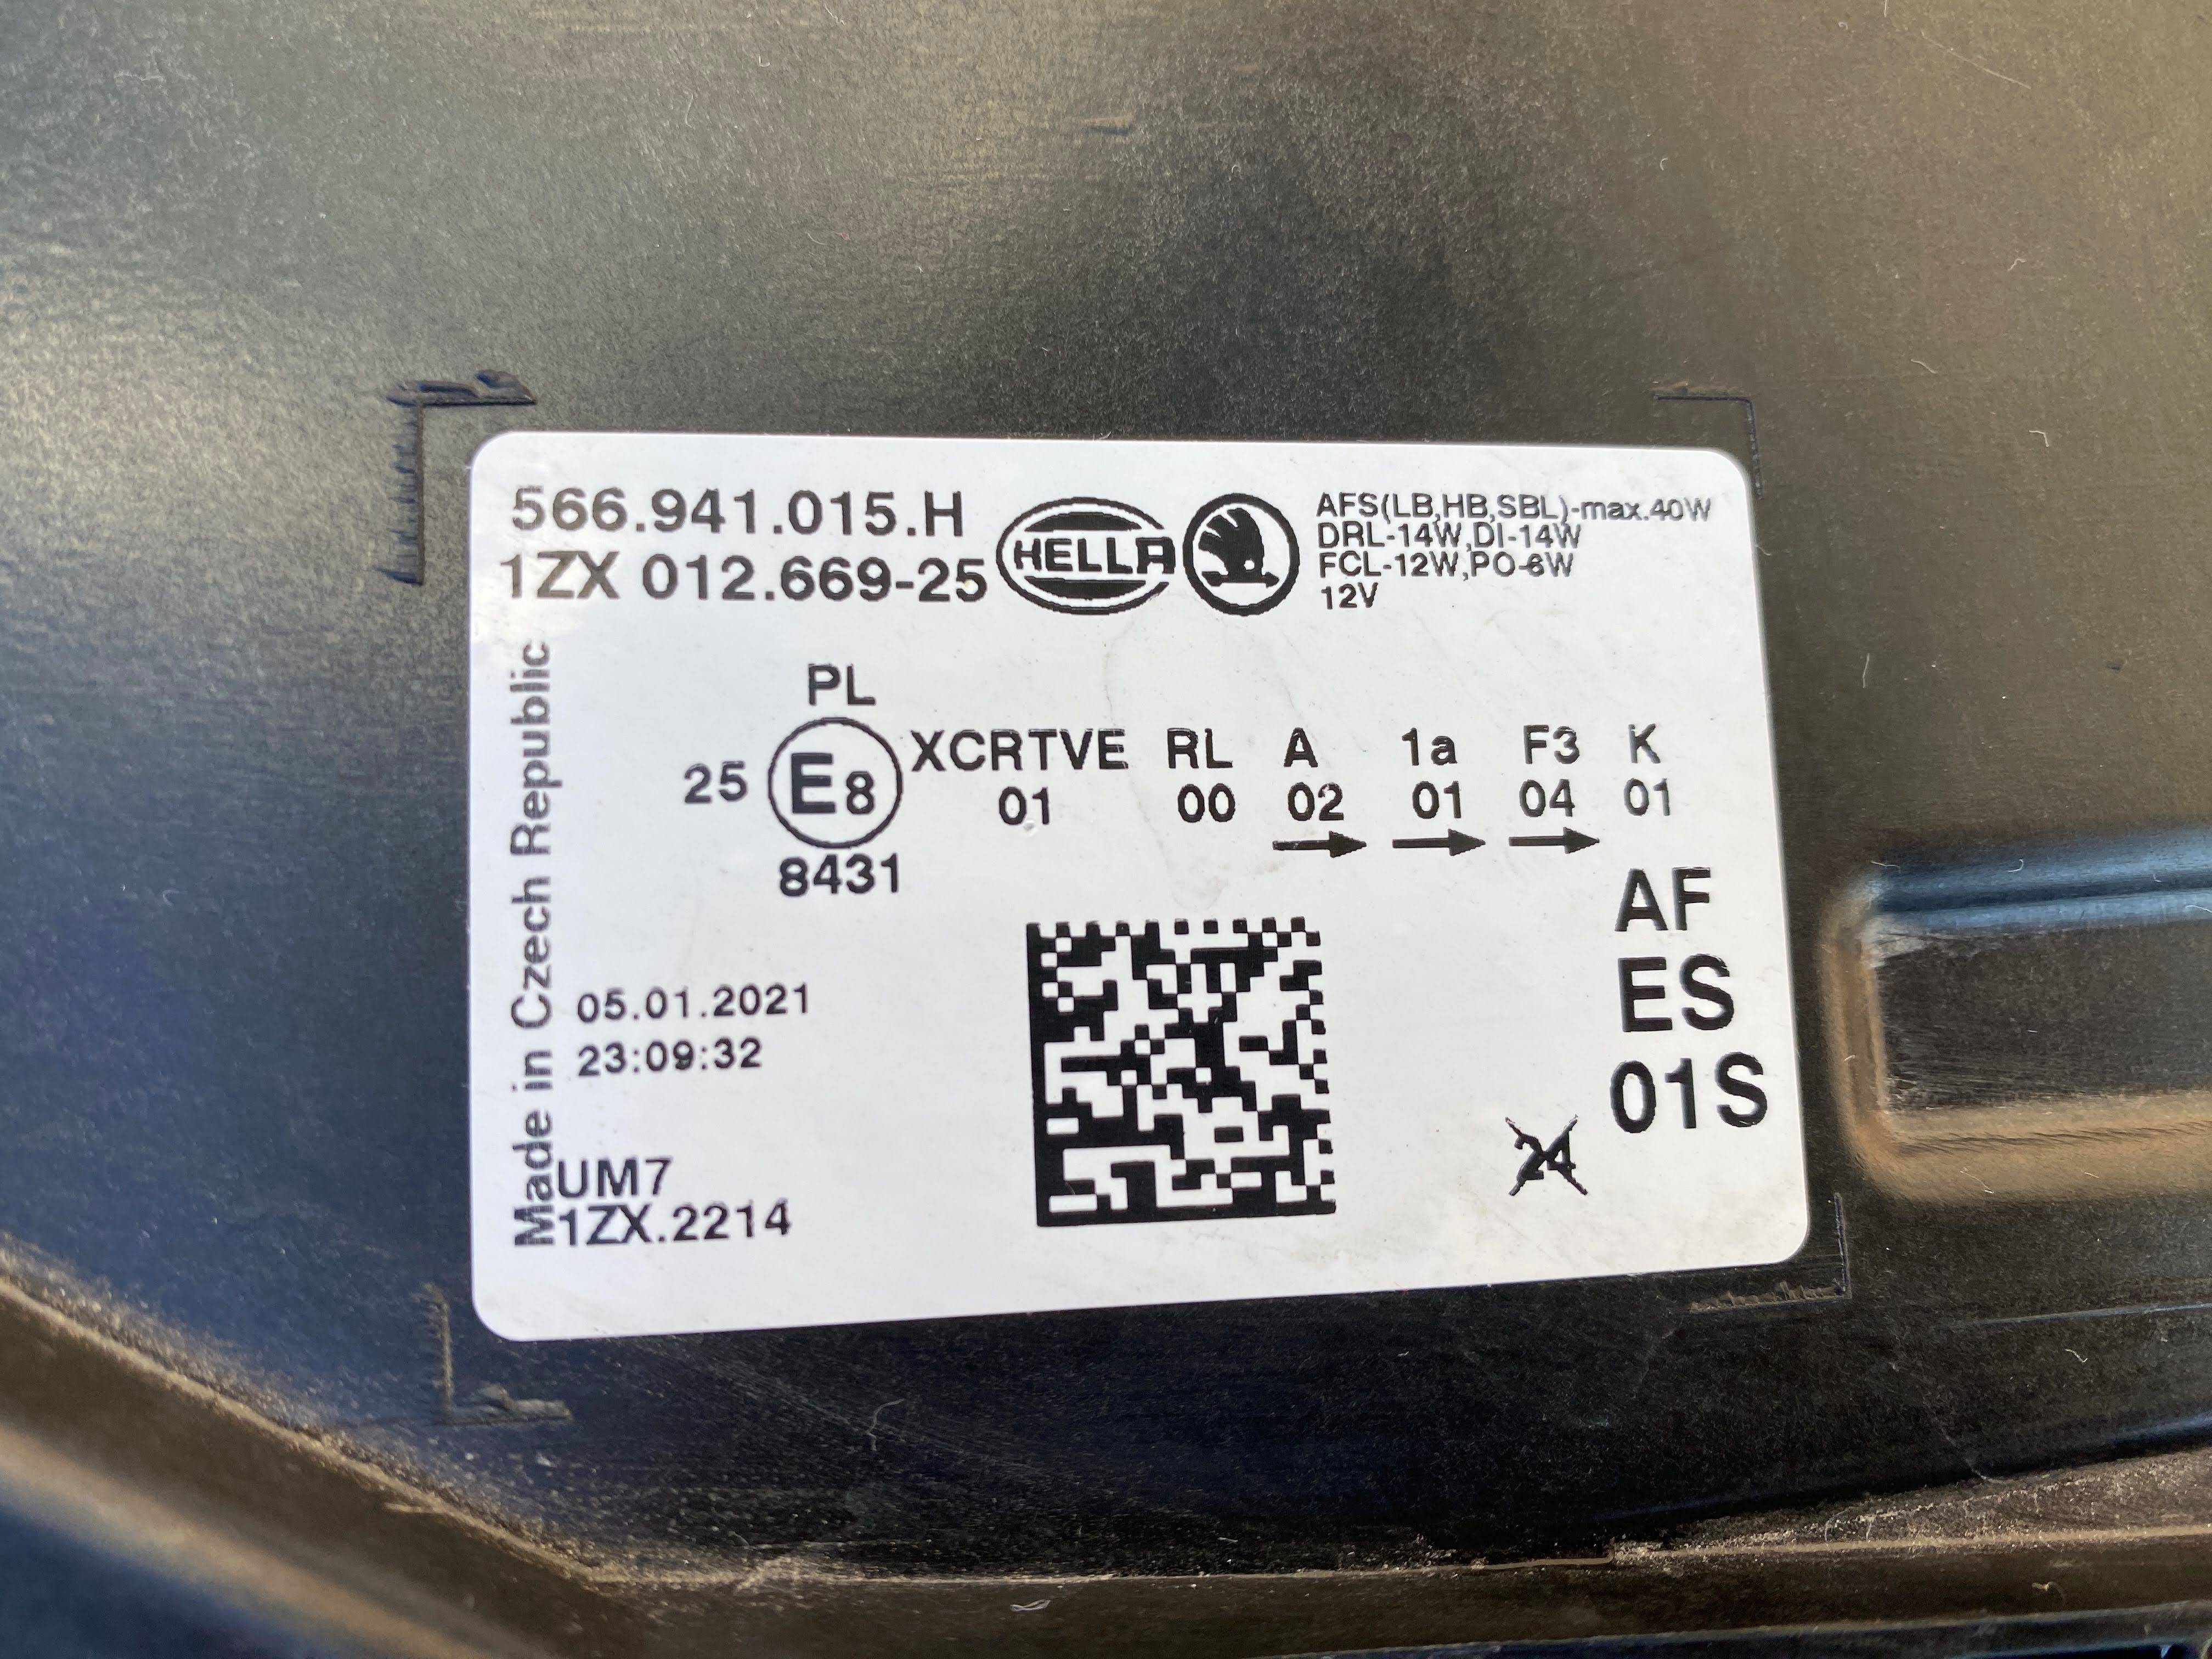 566.941.015.H
1ZX 012.669-25
HELLA
AFS(LB,HB,SBL)-max.40W
DRL-14W,DI-14W
FCL-12W,PO-6W
12V
Made in Czech Republic
PL
25 E8 XCRTVE RL A 1a F3 K
01 00 02 01 04 01
8431
AF
ES
01S
05.01.2021
23:09:32
24
UM7
1ZX.2214